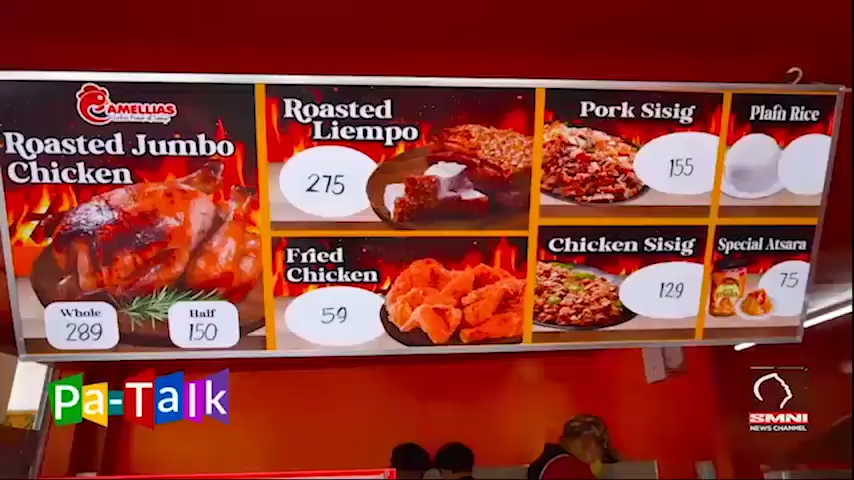 CAMELLIAS
Roasted Jumbo
Chicken
Whole
289
Half
150
Roasted
Liempo
275
Fried
Chicken
59
Pork Sisig
155
Chicken Sisig
129
Plain Rice
Special Atsara
75
Pa-Talk
SMNI
NEWS CHANNEL